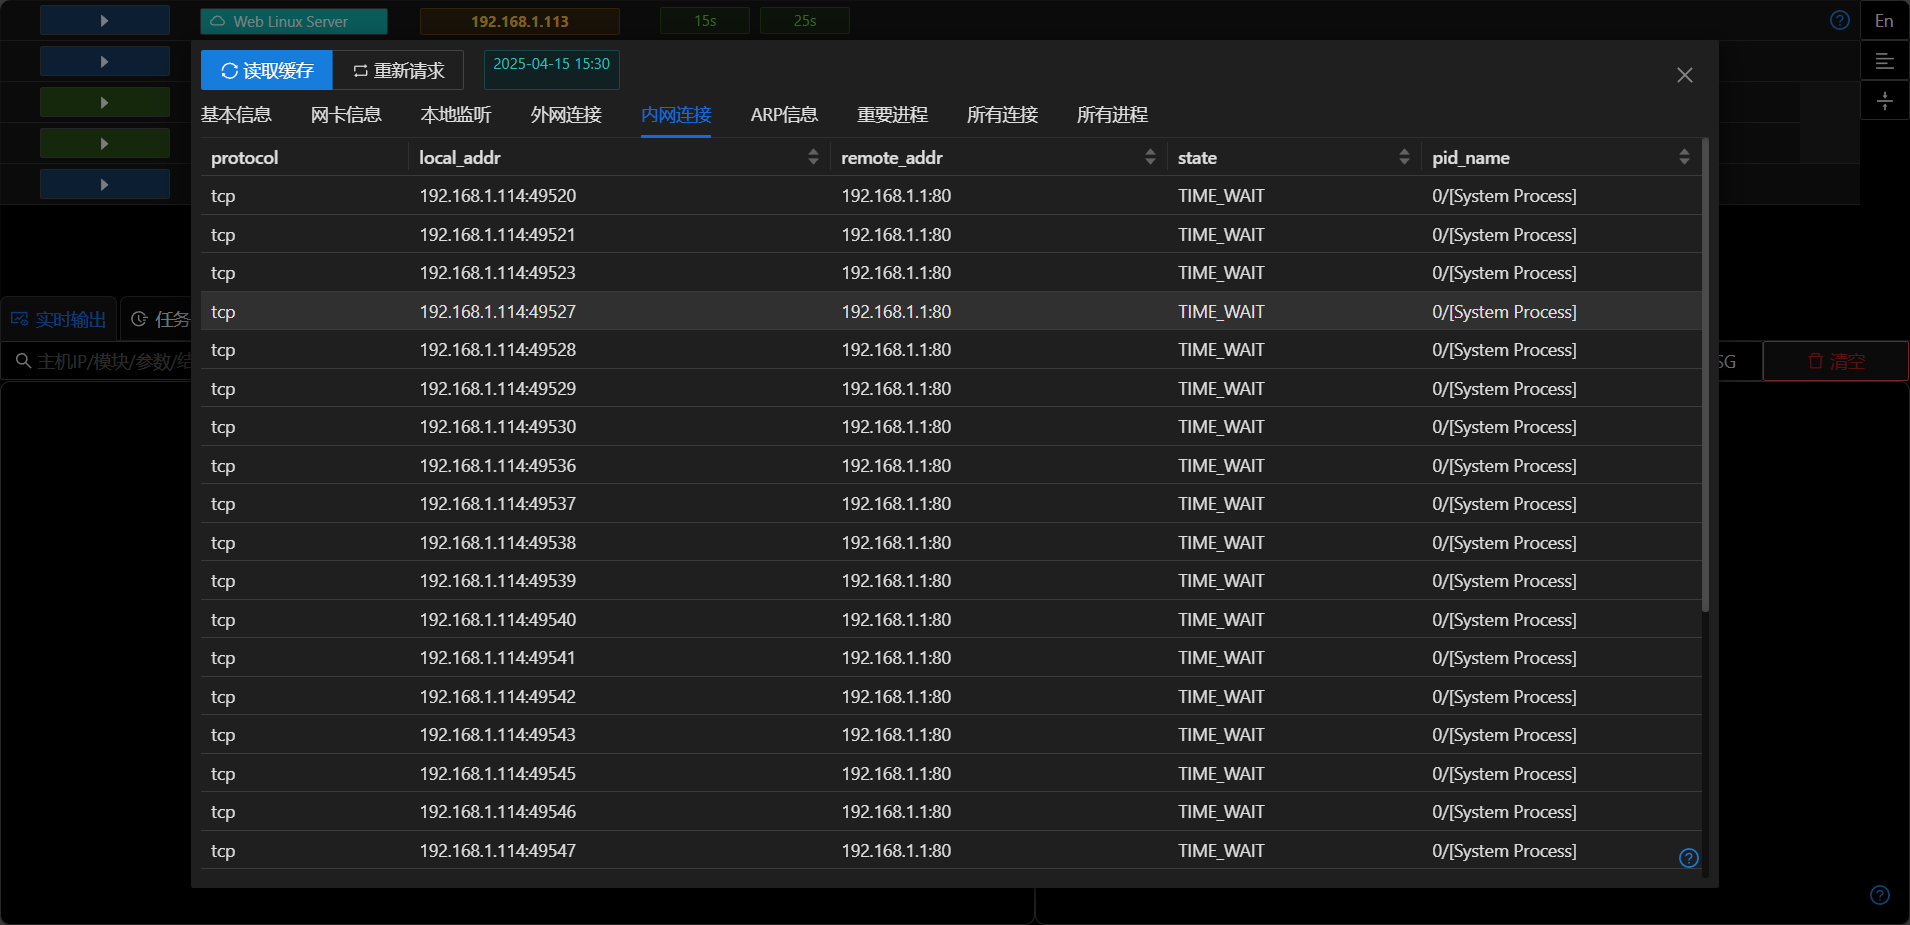 Web Linux Server 192.168.1.113 15s 25s En
读取缓存 重新请求 2025-04-15 15:30
基本信息 网卡信息 本地监听 外网连接 内网连接 ARP信息 重要进程 所有连接 所有进程
protocol local_addr remote_addr state pid_name
tcp 192.168.1.114:49520 192.168.1.1:80 TIME_WAIT 0/[System Process]
tcp 192.168.1.114:49521 192.168.1.1:80 TIME_WAIT 0/[System Process]
tcp 192.168.1.114:49523 192.168.1.1:80 TIME_WAIT 0/[System Process]
tcp 192.168.1.114:49527 192.168.1.1:80 TIME_WAIT 0/[System Process]
实时输出 任务
tcp 192.168.1.114:49528 192.168.1.1:80 TIME_WAIT 0/[System Process]
主机IP/模块/参数/结 SG 清空
tcp 192.168.1.114:49529 192.168.1.1:80 TIME_WAIT 0/[System Process]
tcp 192.168.1.114:49530 192.168.1.1:80 TIME_WAIT 0/[System Process]
tcp 192.168.1.114:49536 192.168.1.1:80 TIME_WAIT 0/[System Process]
tcp 192.168.1.114:49537 192.168.1.1:80 TIME_WAIT 0/[System Process]
tcp 192.168.1.114:49538 192.168.1.1:80 TIME_WAIT 0/[System Process]
tcp 192.168.1.114:49539 192.168.1.1:80 TIME_WAIT 0/[System Process]
tcp 192.168.1.114:49540 192.168.1.1:80 TIME_WAIT 0/[System Process]
tcp 192.168.1.114:49541 192.168.1.1:80 TIME_WAIT 0/[System Process]
tcp 192.168.1.114:49542 192.168.1.1:80 TIME_WAIT 0/[System Process]
tcp 192.168.1.114:49543 192.168.1.1:80 TIME_WAIT 0/[System Process]
tcp 192.168.1.114:49545 192.168.1.1:80 TIME_WAIT 0/[System Process]
tcp 192.168.1.114:49546 192.168.1.1:80 TIME_WAIT 0/[System Process]
tcp 192.168.1.114:49547 192.168.1.1:80 TIME_WAIT 0/[System Process]